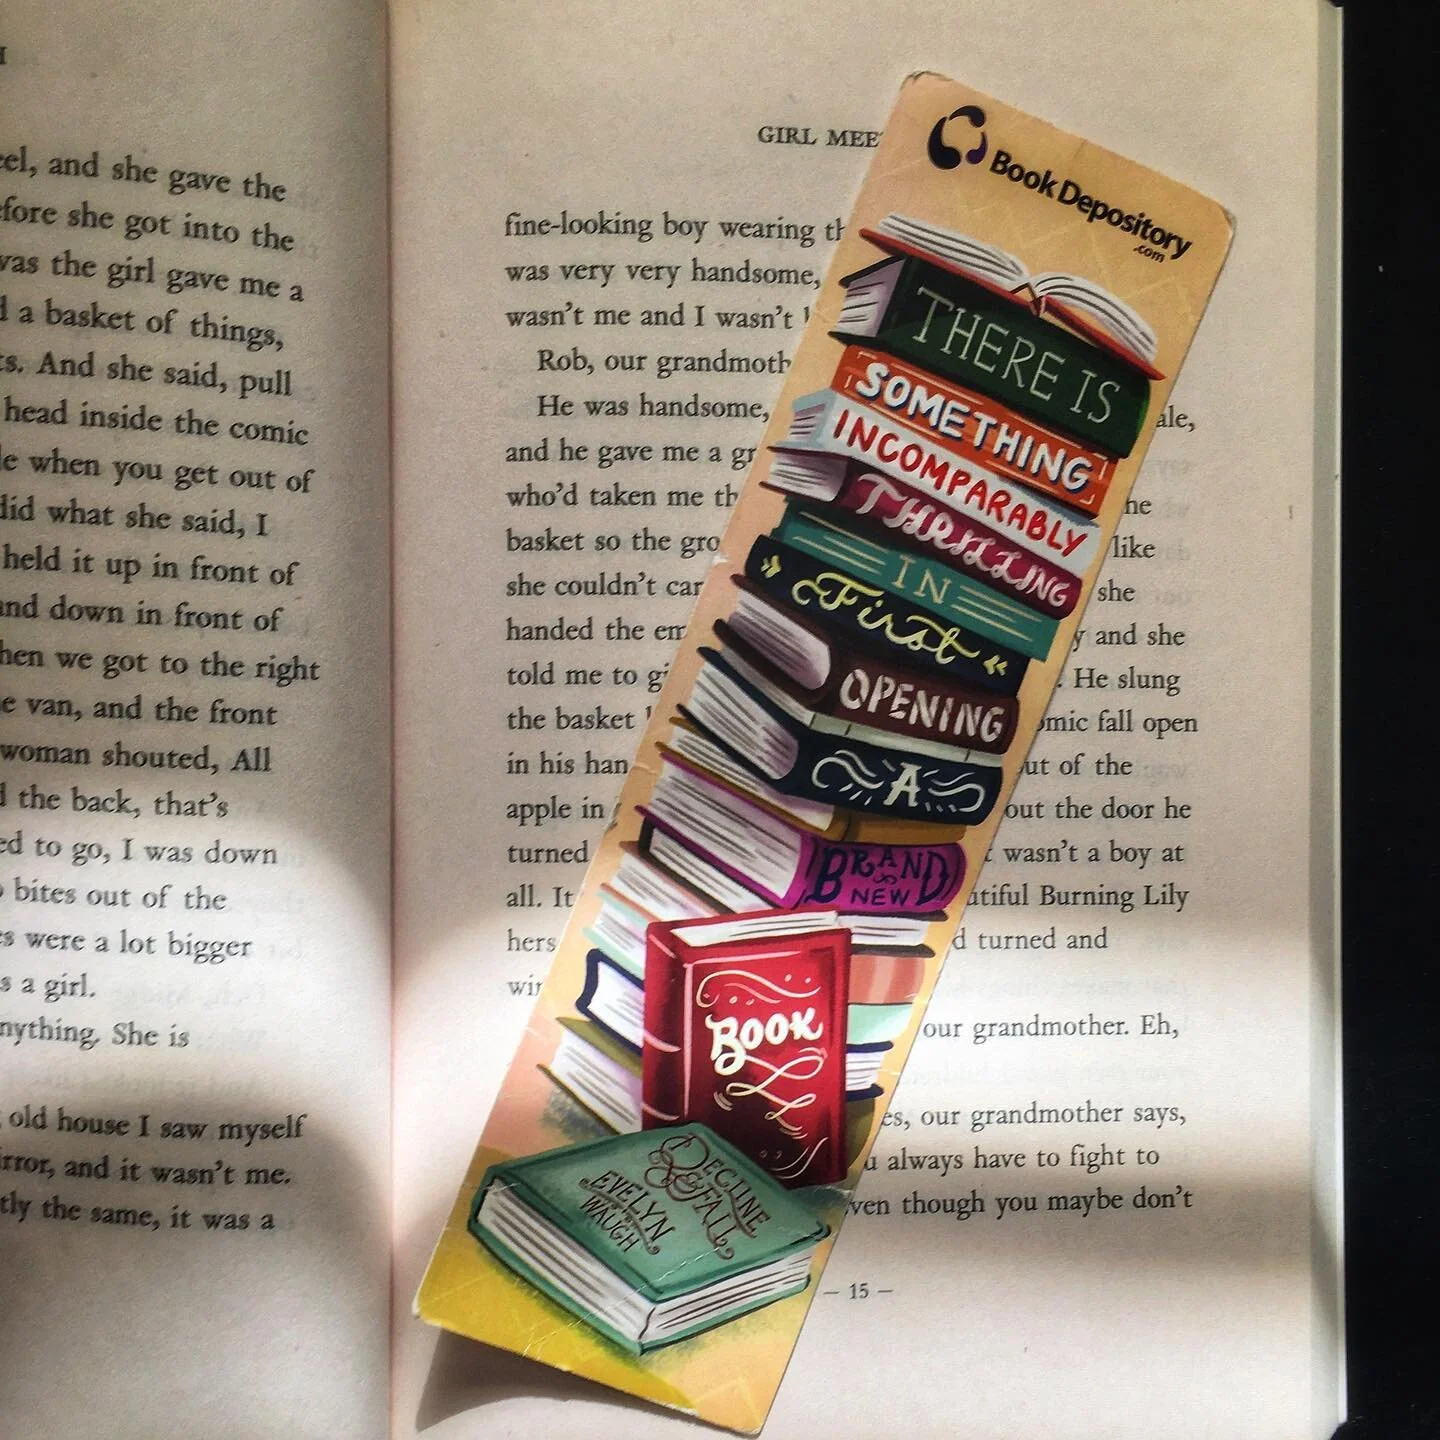 eel, and she gave the
efore she got into the
was the girl gave me a
d a basket of things,
ts. And she said, pull
head inside the comic
le when you get out of
did what she said, I
held it up in front of
and down in front of
hen we got to the right
e van, and the front
woman shouted, All
d the back, that's
ed to go, I was down
o bites out of the
es were a lot bigger
s a girl.
nything. She is
old house I saw myself
irror, and it wasn't me.
tly the same, it was a
GIRL MEE
fine-looking boy wearing th
was very very handsome,
wasn't me and I wasn't
Rob, our grandmoth
He was handsome, ale,
and he gave me a gr
who'd taken me th he
basket so the gro like
she couldn't car she
handed the em y and she
told me to gi . He slung
the basket omic fall open
in his han out of the
apple in out the door he
turned t wasn't a boy at
all. It utiful Burning Lily
hers d turned and
win
our grandmother. Eh,
es, our grandmother says,
u always have to fight to
ven though you maybe don't
– 15 –
Book Depository
.com
THERE IS
SOMETHING
INCOMPARABLY
THRILLING
IN
First
OPENING
A
BRAND
NEW
BOOK
DECLINE
& FALL
EVELYN
WAUGH